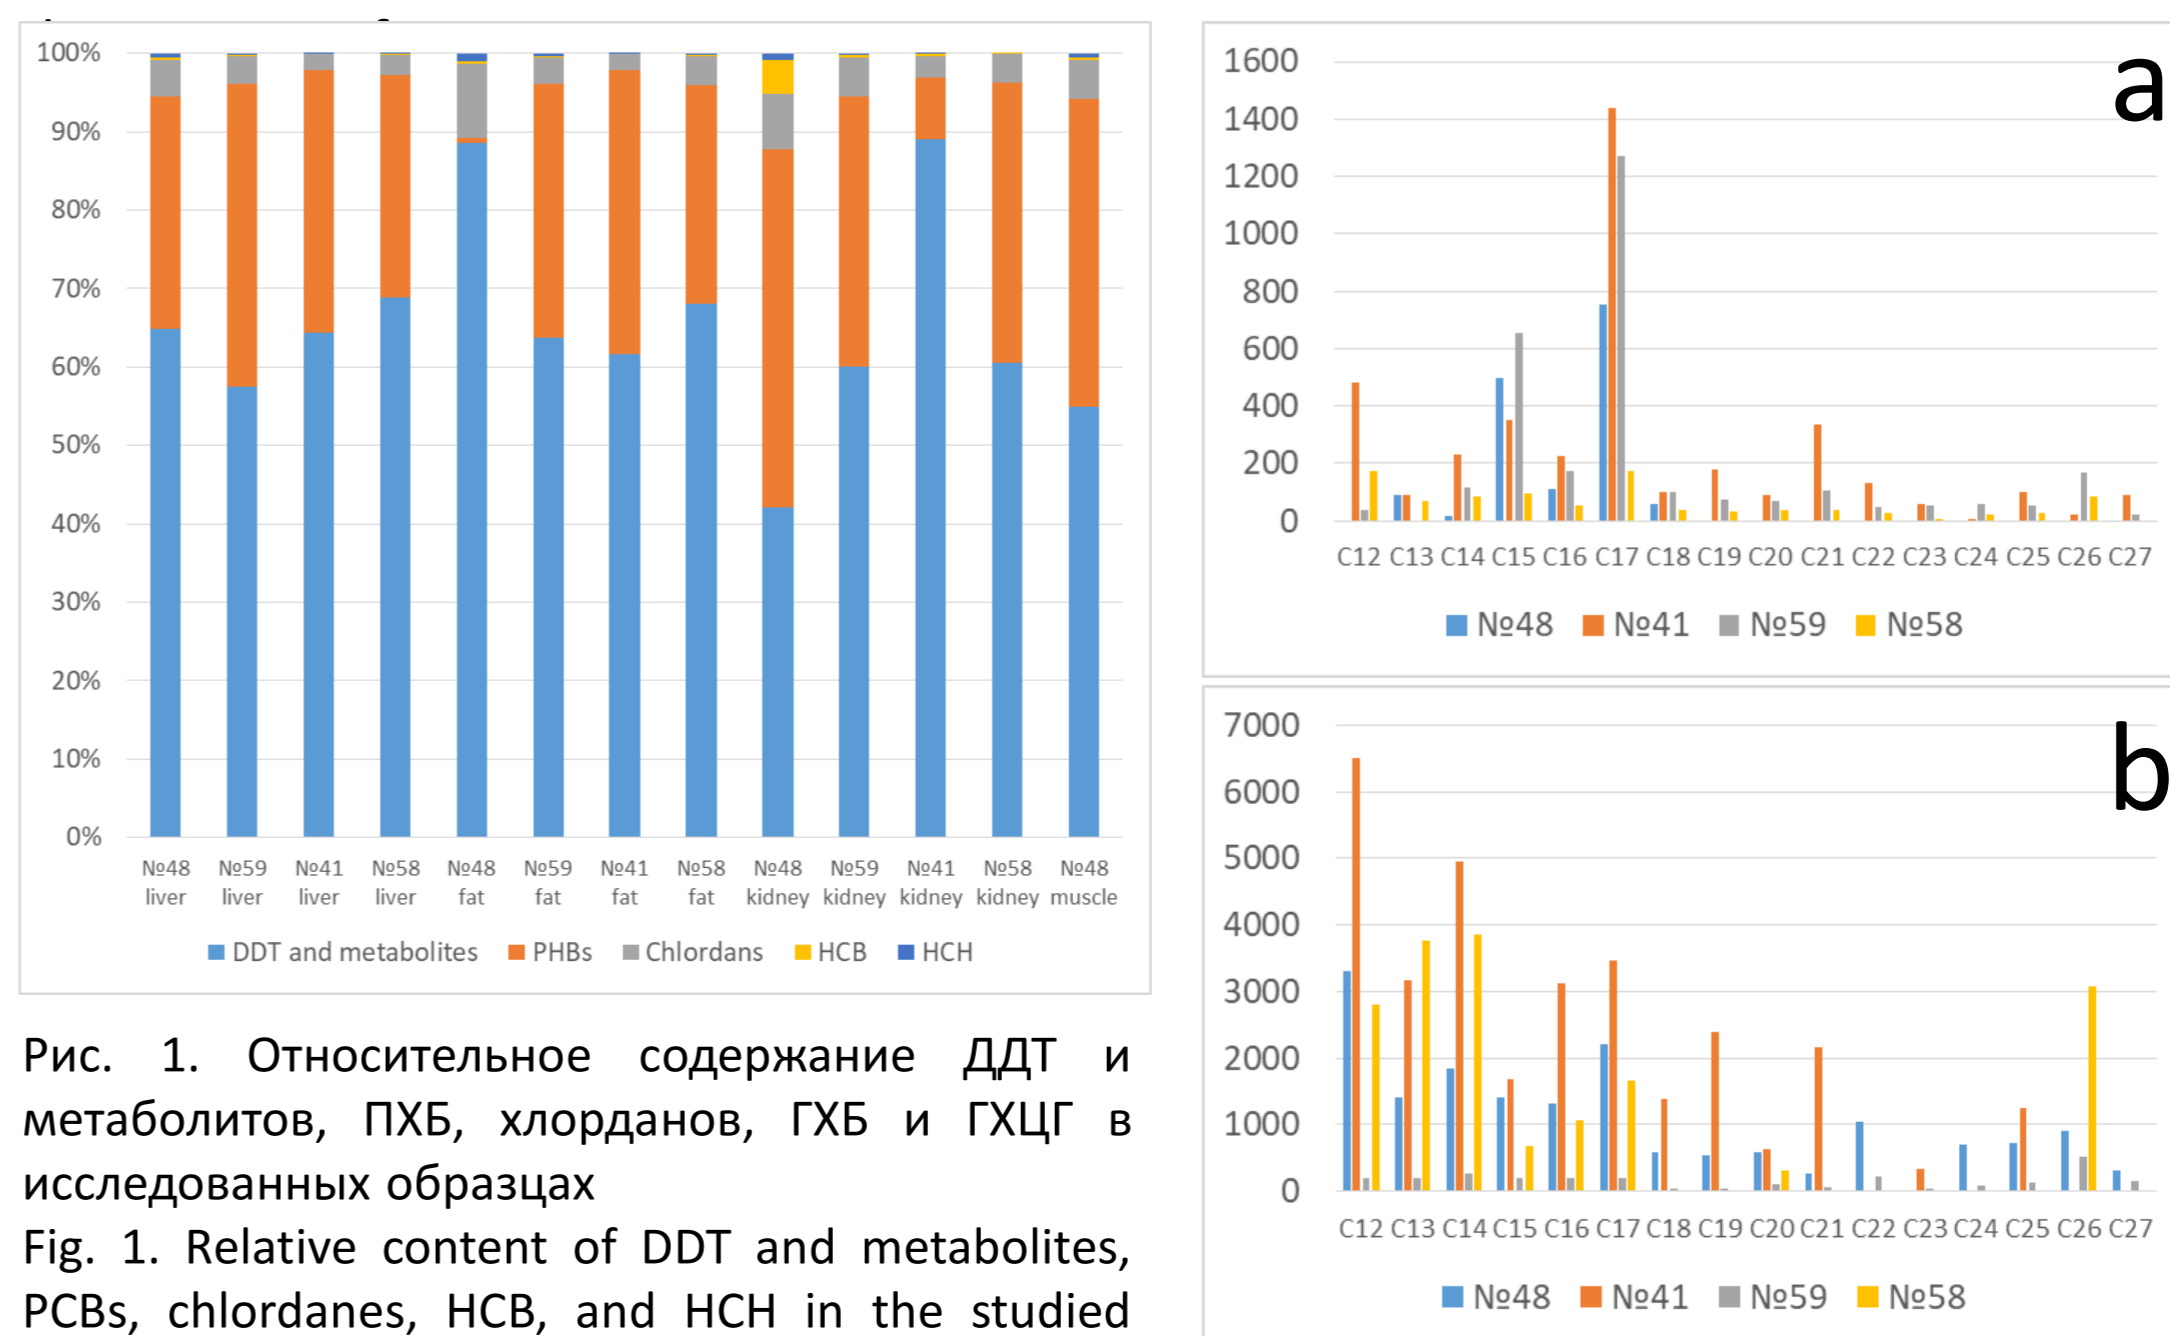 100%
90%
80%
70%
60%
50%
40%
30%
20%
10%
0%
№48 №59 №41 №58 №48 №59 №41 №58 №48 №59 №41 №58 №48
liver liver liver liver fat fat fat fat kidney kidney kidney kidney muscle
DDT and metabolites PHBs Chlordans HCB HCH
Рис. 1. Относительное содержание ДДТ и
метаболитов, ПХБ, хлорданов, ГХБ и ГХЦГ в
исследованных образцах
Fig. 1. Relative content of DDT and metabolites,
PCBs, chlordanes, HCB, and HCH in the studied
a
1600
1400
1200
1000
800
600
400
200
0
C12 C13 C14 C15 C16 C17 C18 C19 C20 C21 C22 C23 C24 C25 C26 C27
№48 №41 №59 №58
b
7000
6000
5000
4000
3000
2000
1000
0
C12 C13 C14 C15 C16 C17 C18 C19 C20 C21 C22 C23 C24 C25 C26 C27
№48 №41 №59 №58